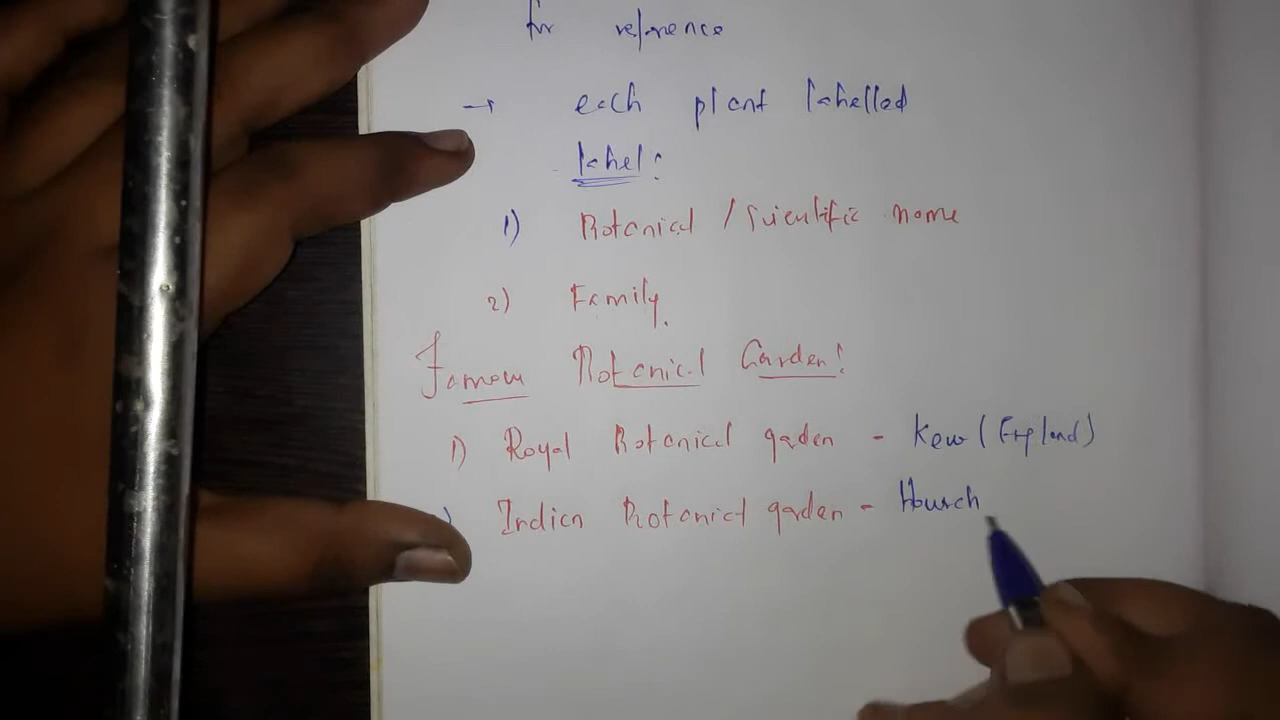 for reference
→ each plant labelled
label:
1) Botanical / Scientific name
2) Family.
Famous Botanical Garden:
1) Royal Botanical garden - Kew (England)
) Indian Botanical garden - Howrah